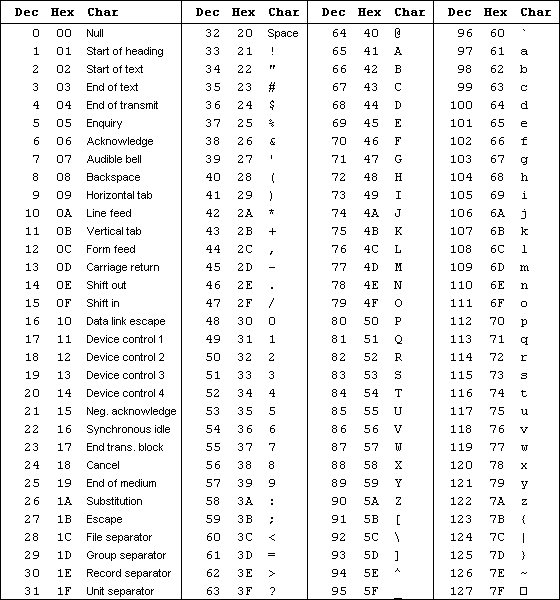 Dec Hex Char Dec Hex Char Dec Hex Char Dec Hex Char
0 00 Null 32 20 Space 64 40 @ 96 60 `
1 01 Start of heading 33 21 ! 65 41 A 97 61 a
2 02 Start of text 34 22 " 66 42 B 98 62 b
3 03 End of text 35 23 # 67 43 C 99 63 c
4 04 End of transmit 36 24 $ 68 44 D 100 64 d
5 05 Enquiry 37 25 % 69 45 E 101 65 e
6 06 Acknowledge 38 26 & 70 46 F 102 66 f
7 07 Audible bell 39 27 ' 71 47 G 103 67 g
8 08 Backspace 40 28 ( 72 48 H 104 68 h
9 09 Horizontal tab 41 29 ) 73 49 I 105 69 i
10 0A Line feed 42 2A * 74 4A J 106 6A j
11 0B Vertical tab 43 2B + 75 4B K 107 6B k
12 0C Form feed 44 2C , 76 4C L 108 6C l
13 0D Carriage return 45 2D - 77 4D M 109 6D m
14 0E Shift out 46 2E . 78 4E N 110 6E n
15 0F Shift in 47 2F / 79 4F O 111 6F o
16 10 Data link escape 48 30 0 80 50 P 112 70 p
17 11 Device control 1 49 31 1 81 51 Q 113 71 q
18 12 Device control 2 50 32 2 82 52 R 114 72 r
19 13 Device control 3 51 33 3 83 53 S 115 73 s
20 14 Device control 4 52 34 4 84 54 T 116 74 t
21 15 Neg. acknowledge 53 35 5 85 55 U 117 75 u
22 16 Synchronous idle 54 36 6 86 56 V 118 76 v
23 17 End trans. block 55 37 7 87 57 W 119 77 w
24 18 Cancel 56 38 8 88 58 X 120 78 x
25 19 End of medium 57 39 9 89 59 Y 121 79 y
26 1A Substitution 58 3A : 90 5A Z 122 7A z
27 1B Escape 59 3B ; 91 5B [ 123 7B {
28 1C File separator 60 3C < 92 5C \ 124 7C |
29 1D Group separator 61 3D = 93 5D ] 125 7D }
30 1E Record separator 62 3E > 94 5E ^ 126 7E ~
31 1F Unit separator 63 3F ? 95 5F _ 127 7F □